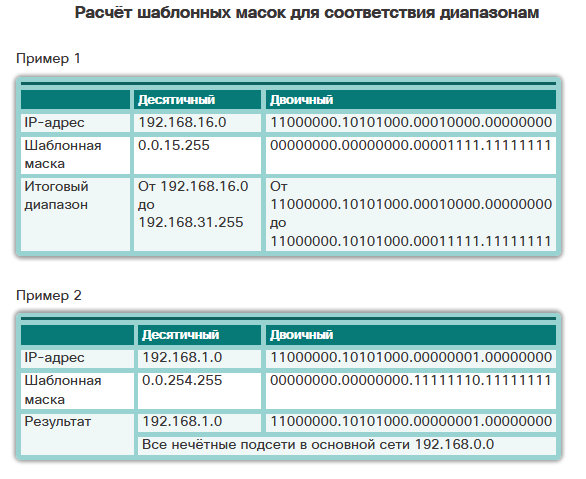 Расчёт шаблонных масок для соответствия диапазонам
Пример 1
Десятичный Двоичный
IP-адрес 192.168.16.0 11000000.10101000.00010000.00000000
Шаблонная маска 0.0.15.255 00000000.00000000.00001111.11111111
Итоговый диапазон От 192.168.16.0 до 192.168.31.255 От 11000000.10101000.00010000.00000000 до 11000000.10101000.00011111.11111111
Пример 2
Десятичный Двоичный
IP-адрес 192.168.1.0 11000000.10101000.00000001.00000000
Шаблонная маска 0.0.254.255 00000000.00000000.11111110.11111111
Результат 192.168.1.0 11000000.10101000.00000001.00000000
Все нечётные подсети в основной сети 192.168.0.0